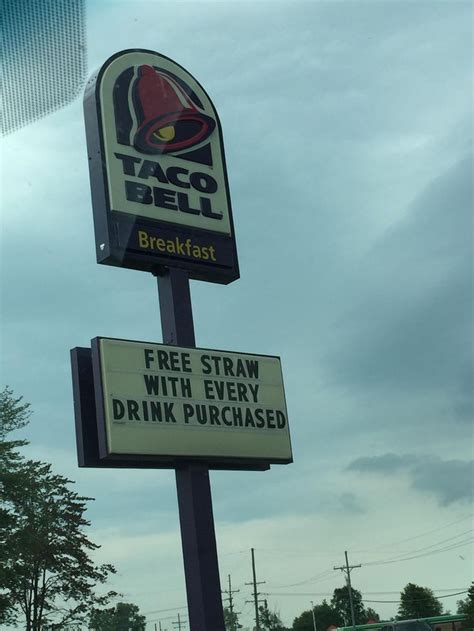 TACO
BELL
Breakfast
FREE STRAW
WITH EVERY
DRINK PURCHASED